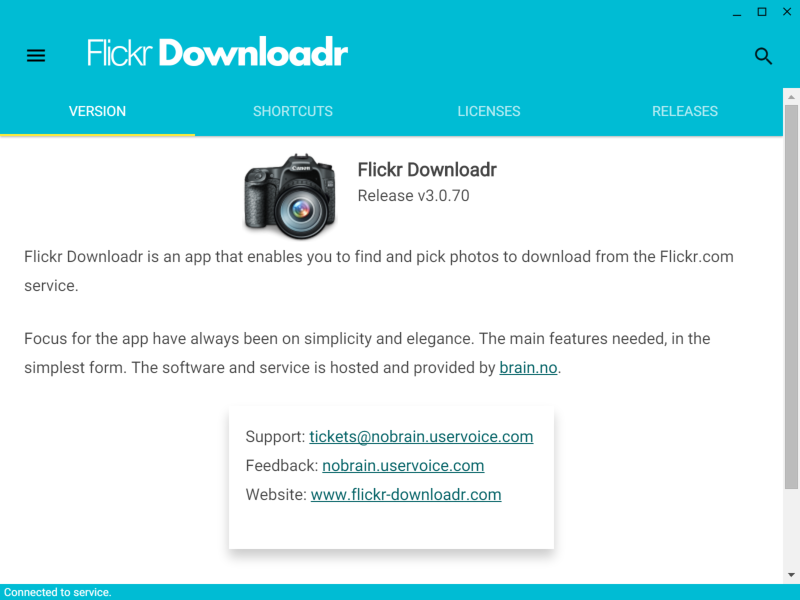 Flickr Downloadr
VERSION
SHORTCUTS
LICENSES
RELEASES
Canon
Flickr Downloadr
Release v3.0.70
Flickr Downloadr is an app that enables you to find and pick photos to download from the Flickr.com
service.
Focus for the app have always been on simplicity and elegance. The main features needed, in the
simplest form. The software and service is hosted and provided by brain.no.
Support: tickets@nobrain.uservoice.com
Feedback: nobrain.uservoice.com
Website: www.flickr-downloadr.com
Connected to service.